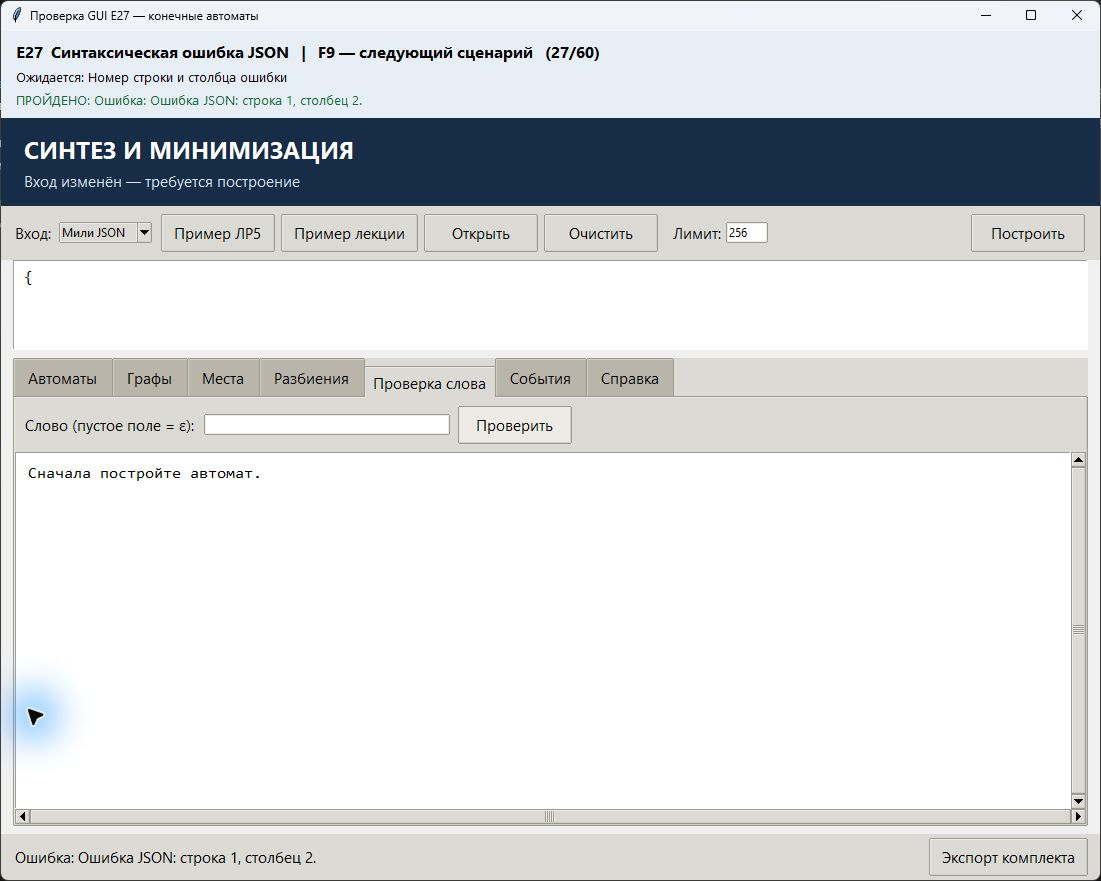 Проверка GUI E27 — конечные автоматы
E27 Синтаксическая ошибка JSON | F9 — следующий сценарий (27/60)
Ожидается: Номер строки и столбца ошибки
ПРОЙДЕНО: Ошибка: Ошибка JSON: строка 1, столбец 2.
СИНТЕЗ И МИНИМИЗАЦИЯ
Вход изменён — требуется построение
Вход: Мили JSON Пример ЛР5 Пример лекции Открыть Очистить Лимит: 256 Построить
{
Автоматы Графы Места Разбиения Проверка слова События Справка
Слово (пустое поле = ε): Проверить
Сначала постройте автомат.
Ошибка: Ошибка JSON: строка 1, столбец 2. Экспорт комплекта